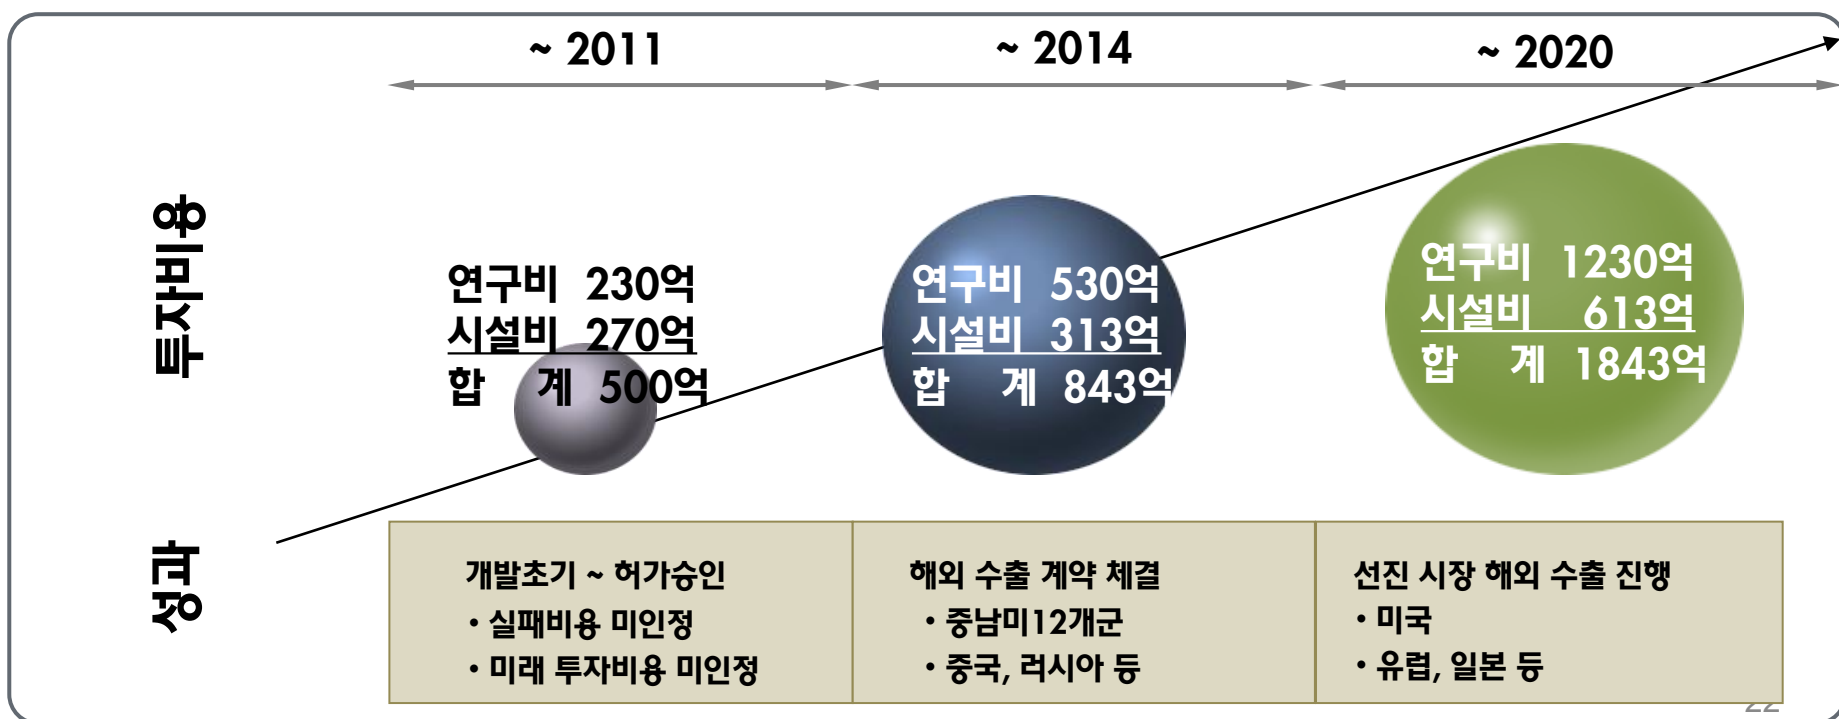 ~ 2011
~ 2014
~ 2020
투자비용
연구비 230억
시설비 270억
합 계 500억
연구비 530억
시설비 313억
합 계 843억
연구비 1230억
시설비 613억
합 계 1843억
성과
개발초기 ~ 허가승인
• 실패비용 미인정
• 미래 투자비용 미인정
해외 수출 계약 체결
• 중남미12개군
• 중국, 러시아 등
선진 시장 해외 수출 진행
• 미국
• 유럽, 일본 등
22